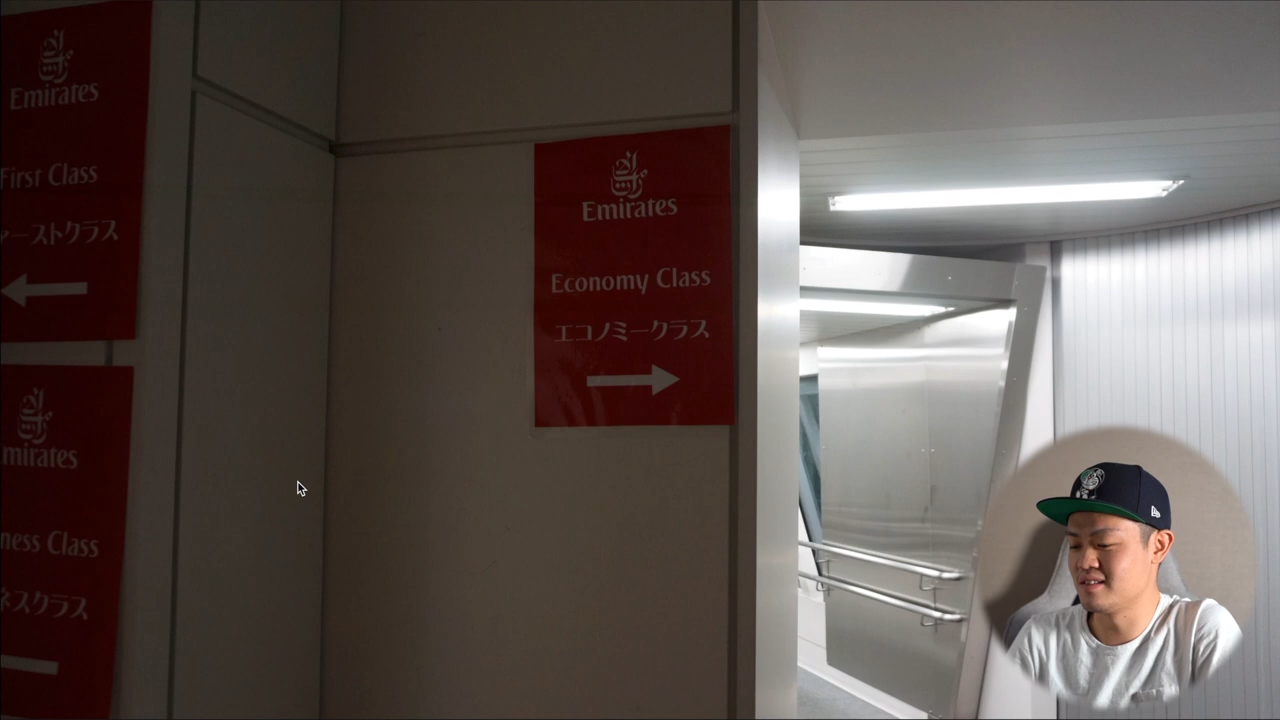 Emirates
First Class
ァーストクラス
mirates
ness Class
ネスクラス
Emirates
Economy Class
エコノミークラス